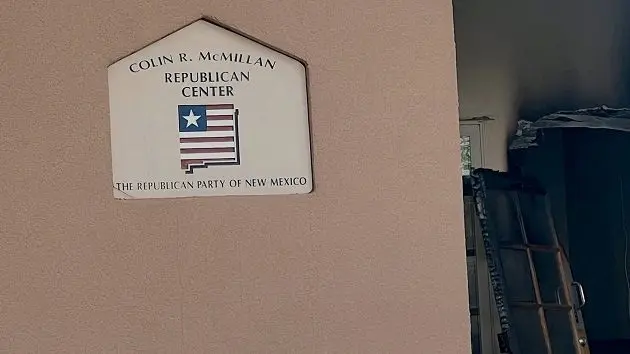 COLIN R. McMILLAN
REPUBLICAN
CENTER
THE REPUBLICAN PARTY OF NEW MEXICO